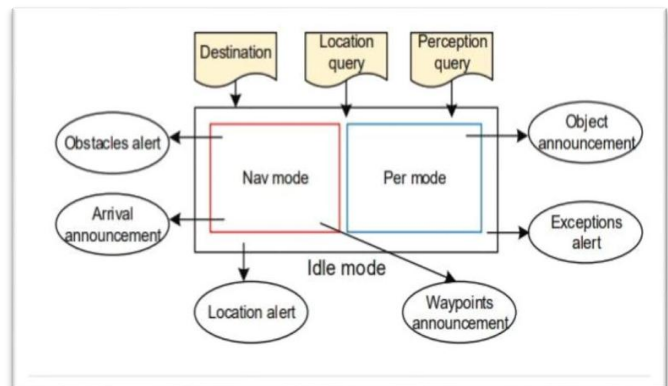 Destination
Location
query
Perception
query
Obstacles alert
Object
announcement
Nav mode
Per mode
Arrival
announcement
Exceptions
alert
Idle mode
Location alert
Waypoints
announcement